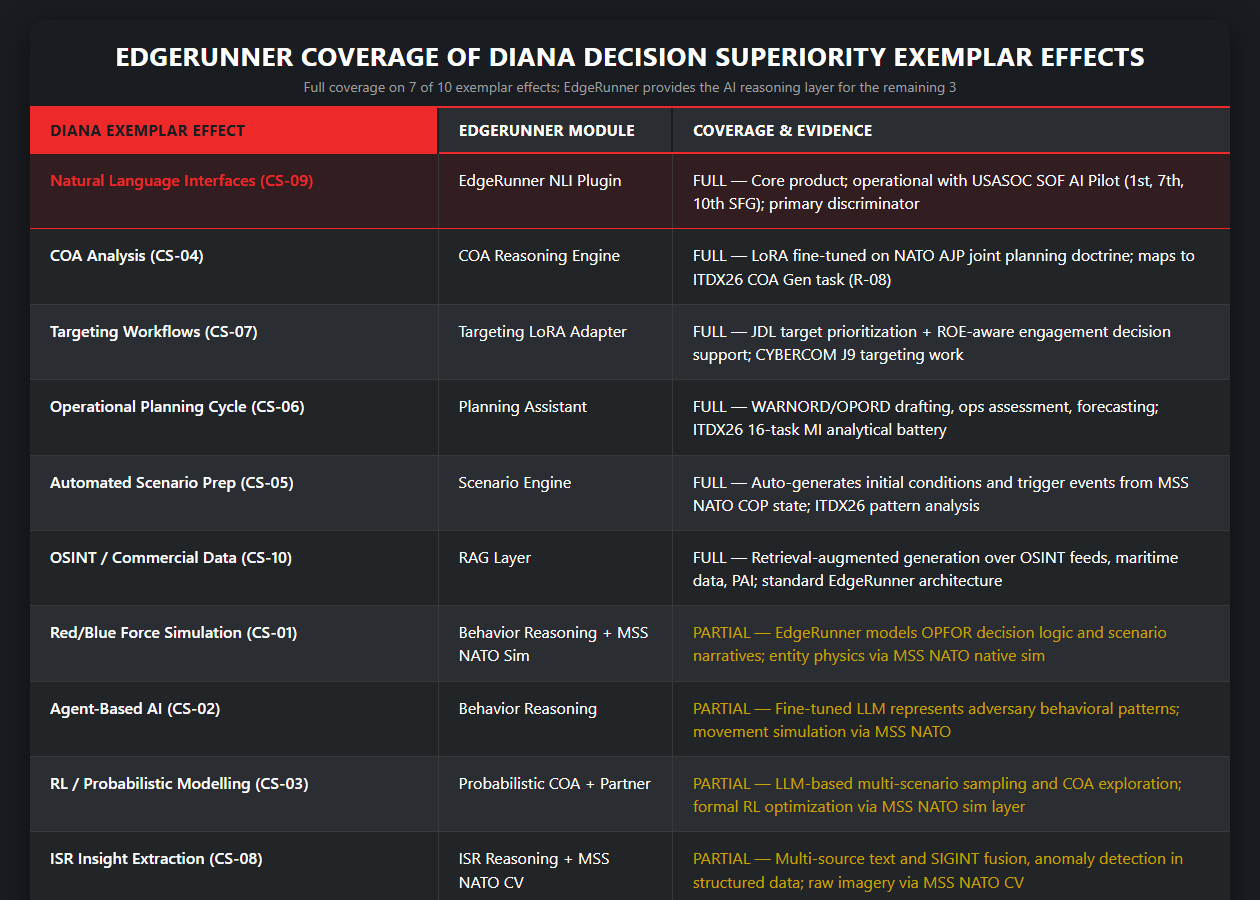 EDGERUNNER COVERAGE OF DIANA DECISION SUPERIORITY EXEMPLAR EFFECTS
Full coverage on 7 of 10 exemplar effects; EdgeRunner provides the AI reasoning layer for the remaining 3
DIANA EXEMPLAR EFFECT
EDGERUNNER MODULE
COVERAGE & EVIDENCE
Natural Language Interfaces (CS-09)
EdgeRunner NLI Plugin
FULL — Core product; operational with USASOC SOF AI Pilot (1st, 7th,
10th SFG); primary discriminator
COA Analysis (CS-04)
COA Reasoning Engine
FULL — LoRA fine-tuned on NATO AJP joint planning doctrine; maps to
ITDX26 COA Gen task (R-08)
Targeting Workflows (CS-07)
Targeting LoRA Adapter
FULL — JDL target prioritization + ROE-aware engagement decision
support; CYBERCOM J9 targeting work
Operational Planning Cycle (CS-06)
Planning Assistant
FULL — WARNORD/OPORD drafting, ops assessment, forecasting;
ITDX26 16-task MI analytical battery
Automated Scenario Prep (CS-05)
Scenario Engine
FULL — Auto-generates initial conditions and trigger events from MSS
NATO COP state; ITDX26 pattern analysis
OSINT / Commercial Data (CS-10)
RAG Layer
FULL — Retrieval-augmented generation over OSINT feeds, maritime
data, PAI; standard EdgeRunner architecture
Red/Blue Force Simulation (CS-01)
Behavior Reasoning + MSS
NATO Sim
PARTIAL — EdgeRunner models OPFOR decision logic and scenario
narratives; entity physics via MSS NATO native sim
Agent-Based AI (CS-02)
Behavior Reasoning
PARTIAL — Fine-tuned LLM represents adversary behavioral patterns;
movement simulation via MSS NATO
RL / Probabilistic Modelling (CS-03)
Probabilistic COA + Partner
PARTIAL — LLM-based multi-scenario sampling and COA exploration;
formal RL optimization via MSS NATO sim layer
ISR Insight Extraction (CS-08)
ISR Reasoning + MSS
NATO CV
PARTIAL — Multi-source text and SIGINT fusion, anomaly detection in
structured data; raw imagery via MSS NATO CV